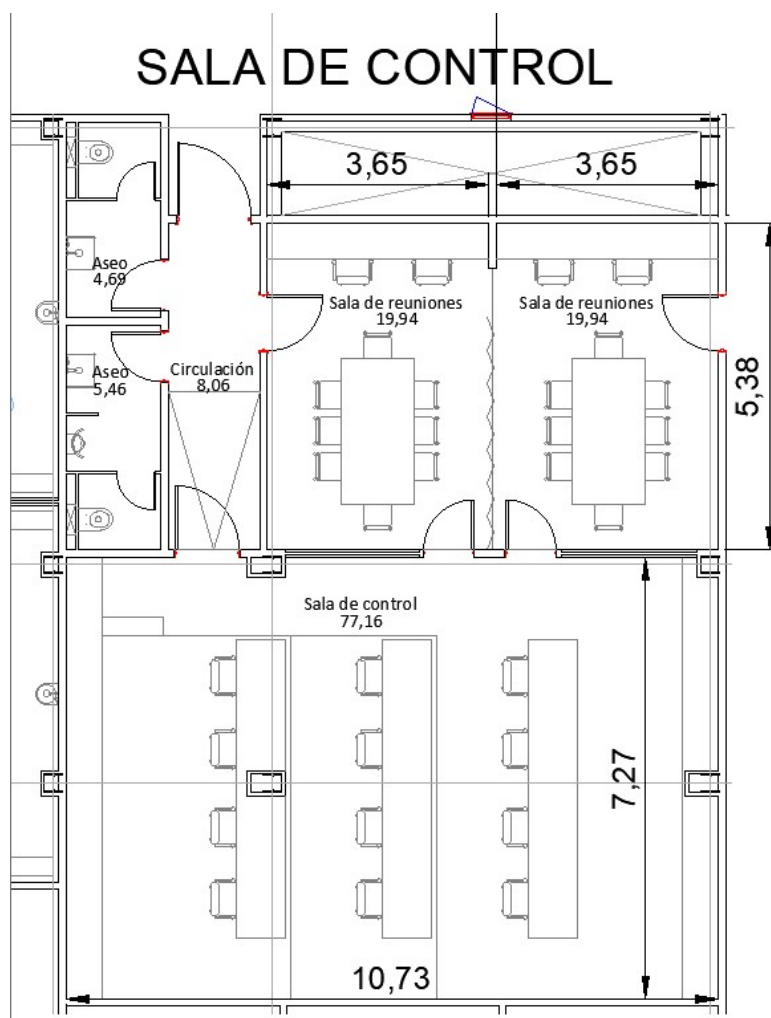 SALA DE CONTROL
3,65
3,65
Aseo
4,69
Sala de reuniones
19,94
Sala de reuniones
19,94
5,38
Aseo
5,46
Circulación
8,06
Sala de control
77,16
7,27
10,73